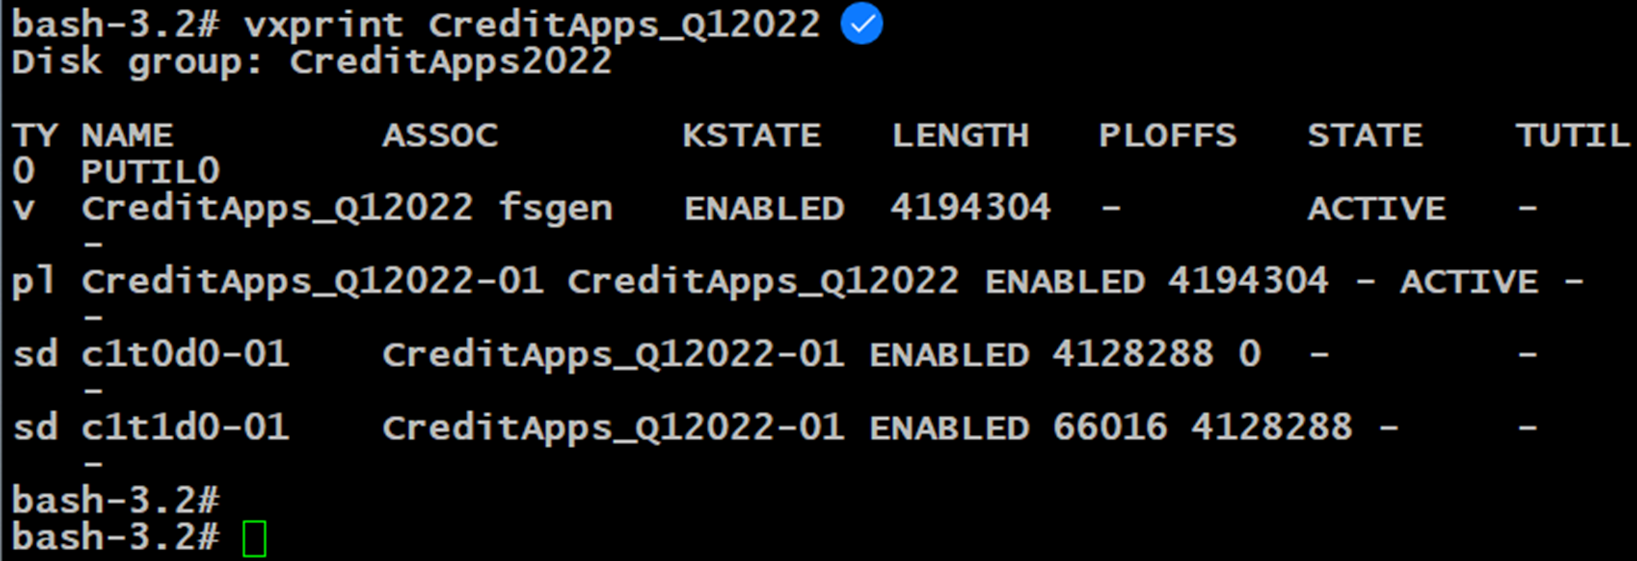 bash-3.2# vxprint CreditApps_Q12022
Disk group: CreditApps2022
TY NAME ASSOC KSTATE LENGTH PLOFFS STATE TUTIL
0 PUTIL0
v CreditApps_Q12022 fsgen ENABLED 4194304 - ACTIVE -
-
pl CreditApps_Q12022-01 CreditApps_Q12022 ENABLED 4194304 - ACTIVE -
-
sd c1t0d0-01 CreditApps_Q12022-01 ENABLED 4128288 0 - -
-
sd c1t1d0-01 CreditApps_Q12022-01 ENABLED 66016 4128288 - -
-
bash-3.2#
bash-3.2#